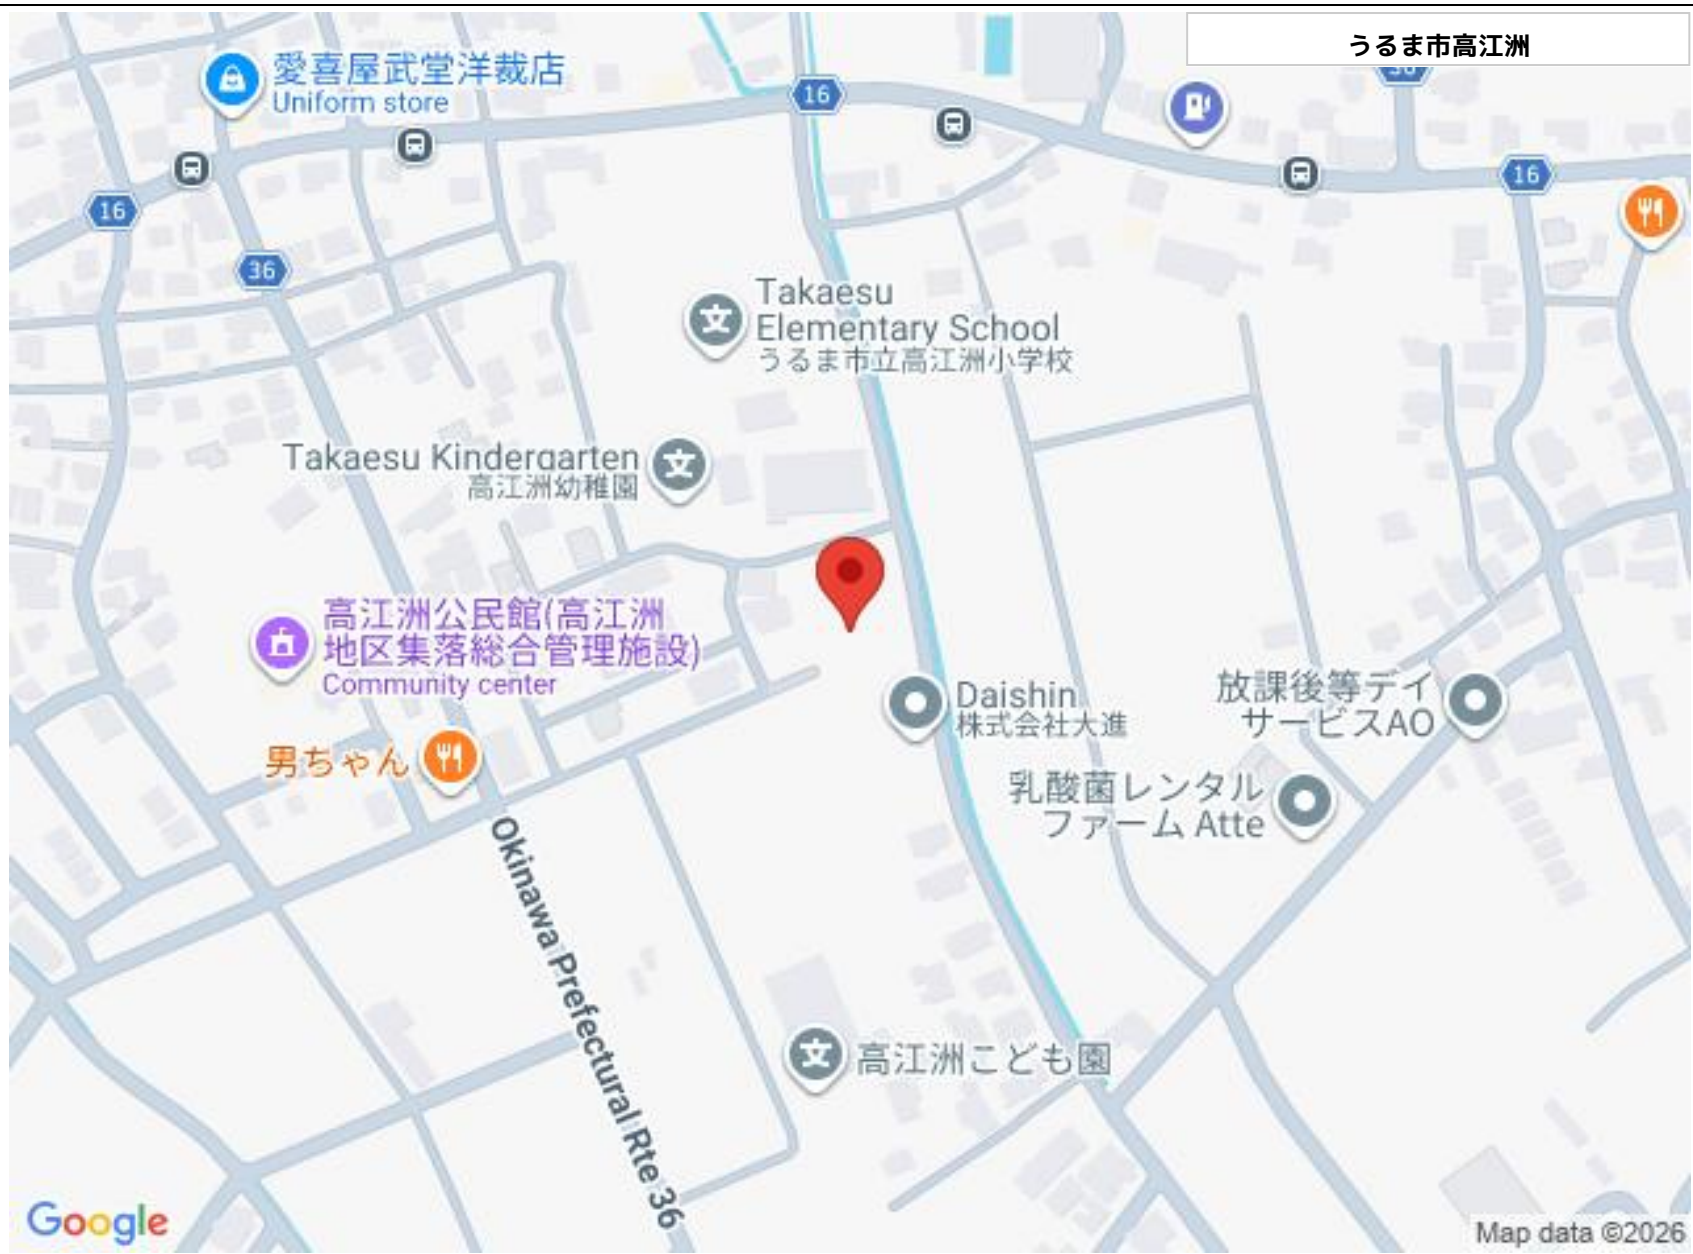 うるま市高江洲
愛喜屋武堂洋裁店
Uniform store
16
16
36
16
36
Takaesu
Elementary School
うるま市立高江洲小学校
Takaesu Kindergarten
高江洲幼稚園
高江洲公民館(高江洲
地区集落総合管理施設)
Community center
男ちゃん
Daishin
株式会社大進
放課後等デイ
サービスAO
乳酸菌レンタル
ファーム Atte
Okinawa Prefectural Rte 36
高江洲こども園
Google
Map data ©2026